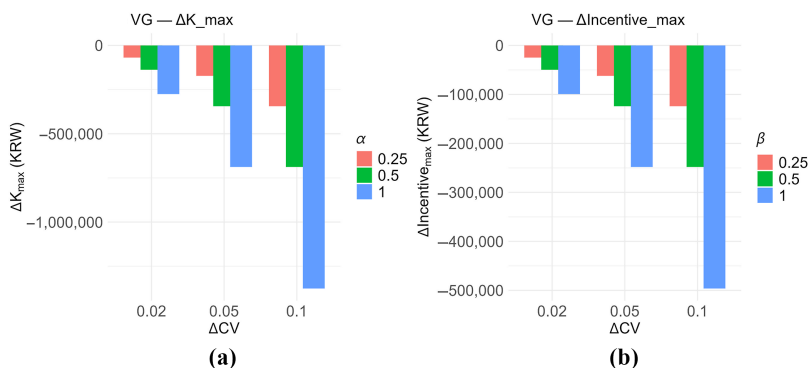 VG — ΔK_max
0
−500,000
−1,000,000
ΔKmax (KRW)
0.02
0.05
0.1
ΔCV
α
0.25
0.5
1
(a)
VG — ΔIncentive_max
0
−100,000
−200,000
−300,000
−400,000
−500,000
ΔIncentivemax (KRW)
0.02
0.05
0.1
ΔCV
β
0.25
0.5
1
(b)